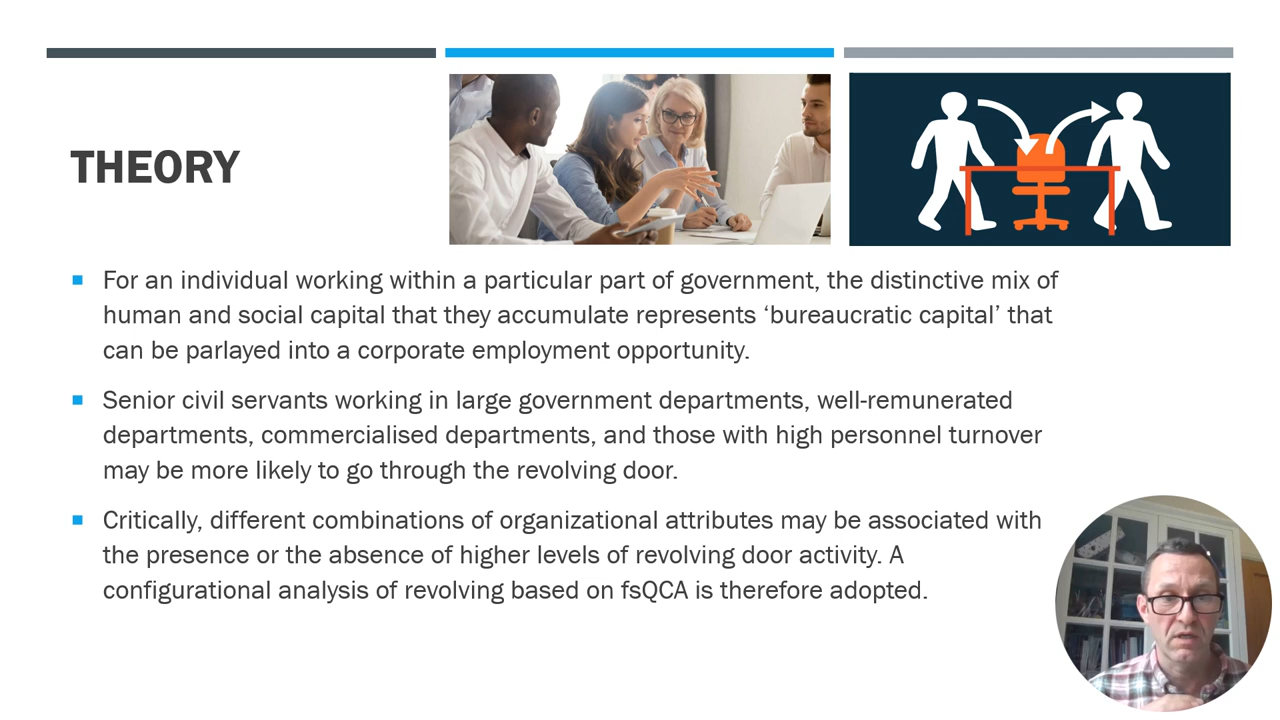 THEORY
For an individual working within a particular part of government, the distinctive mix of
human and social capital that they accumulate represents ‘bureaucratic capital’ that
can be parlayed into a corporate employment opportunity.
Senior civil servants working in large government departments, well-remunerated
departments, commercialised departments, and those with high personnel turnover
may be more likely to go through the revolving door.
Critically, different combinations of organizational attributes may be associated with
the presence or the absence of higher levels of revolving door activity. A
configurational analysis of revolving based on fsQCA is therefore adopted.